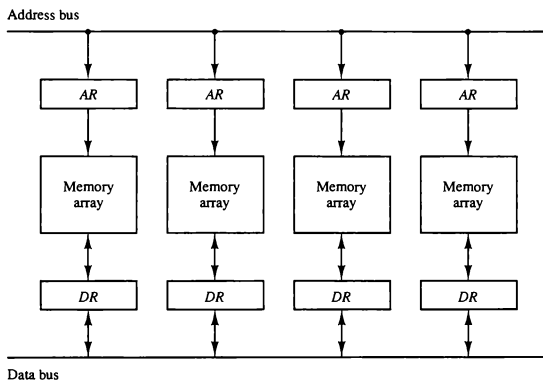 Address bus
AR AR AR AR
Memory array Memory array Memory array Memory array
DR DR DR DR
Data bus